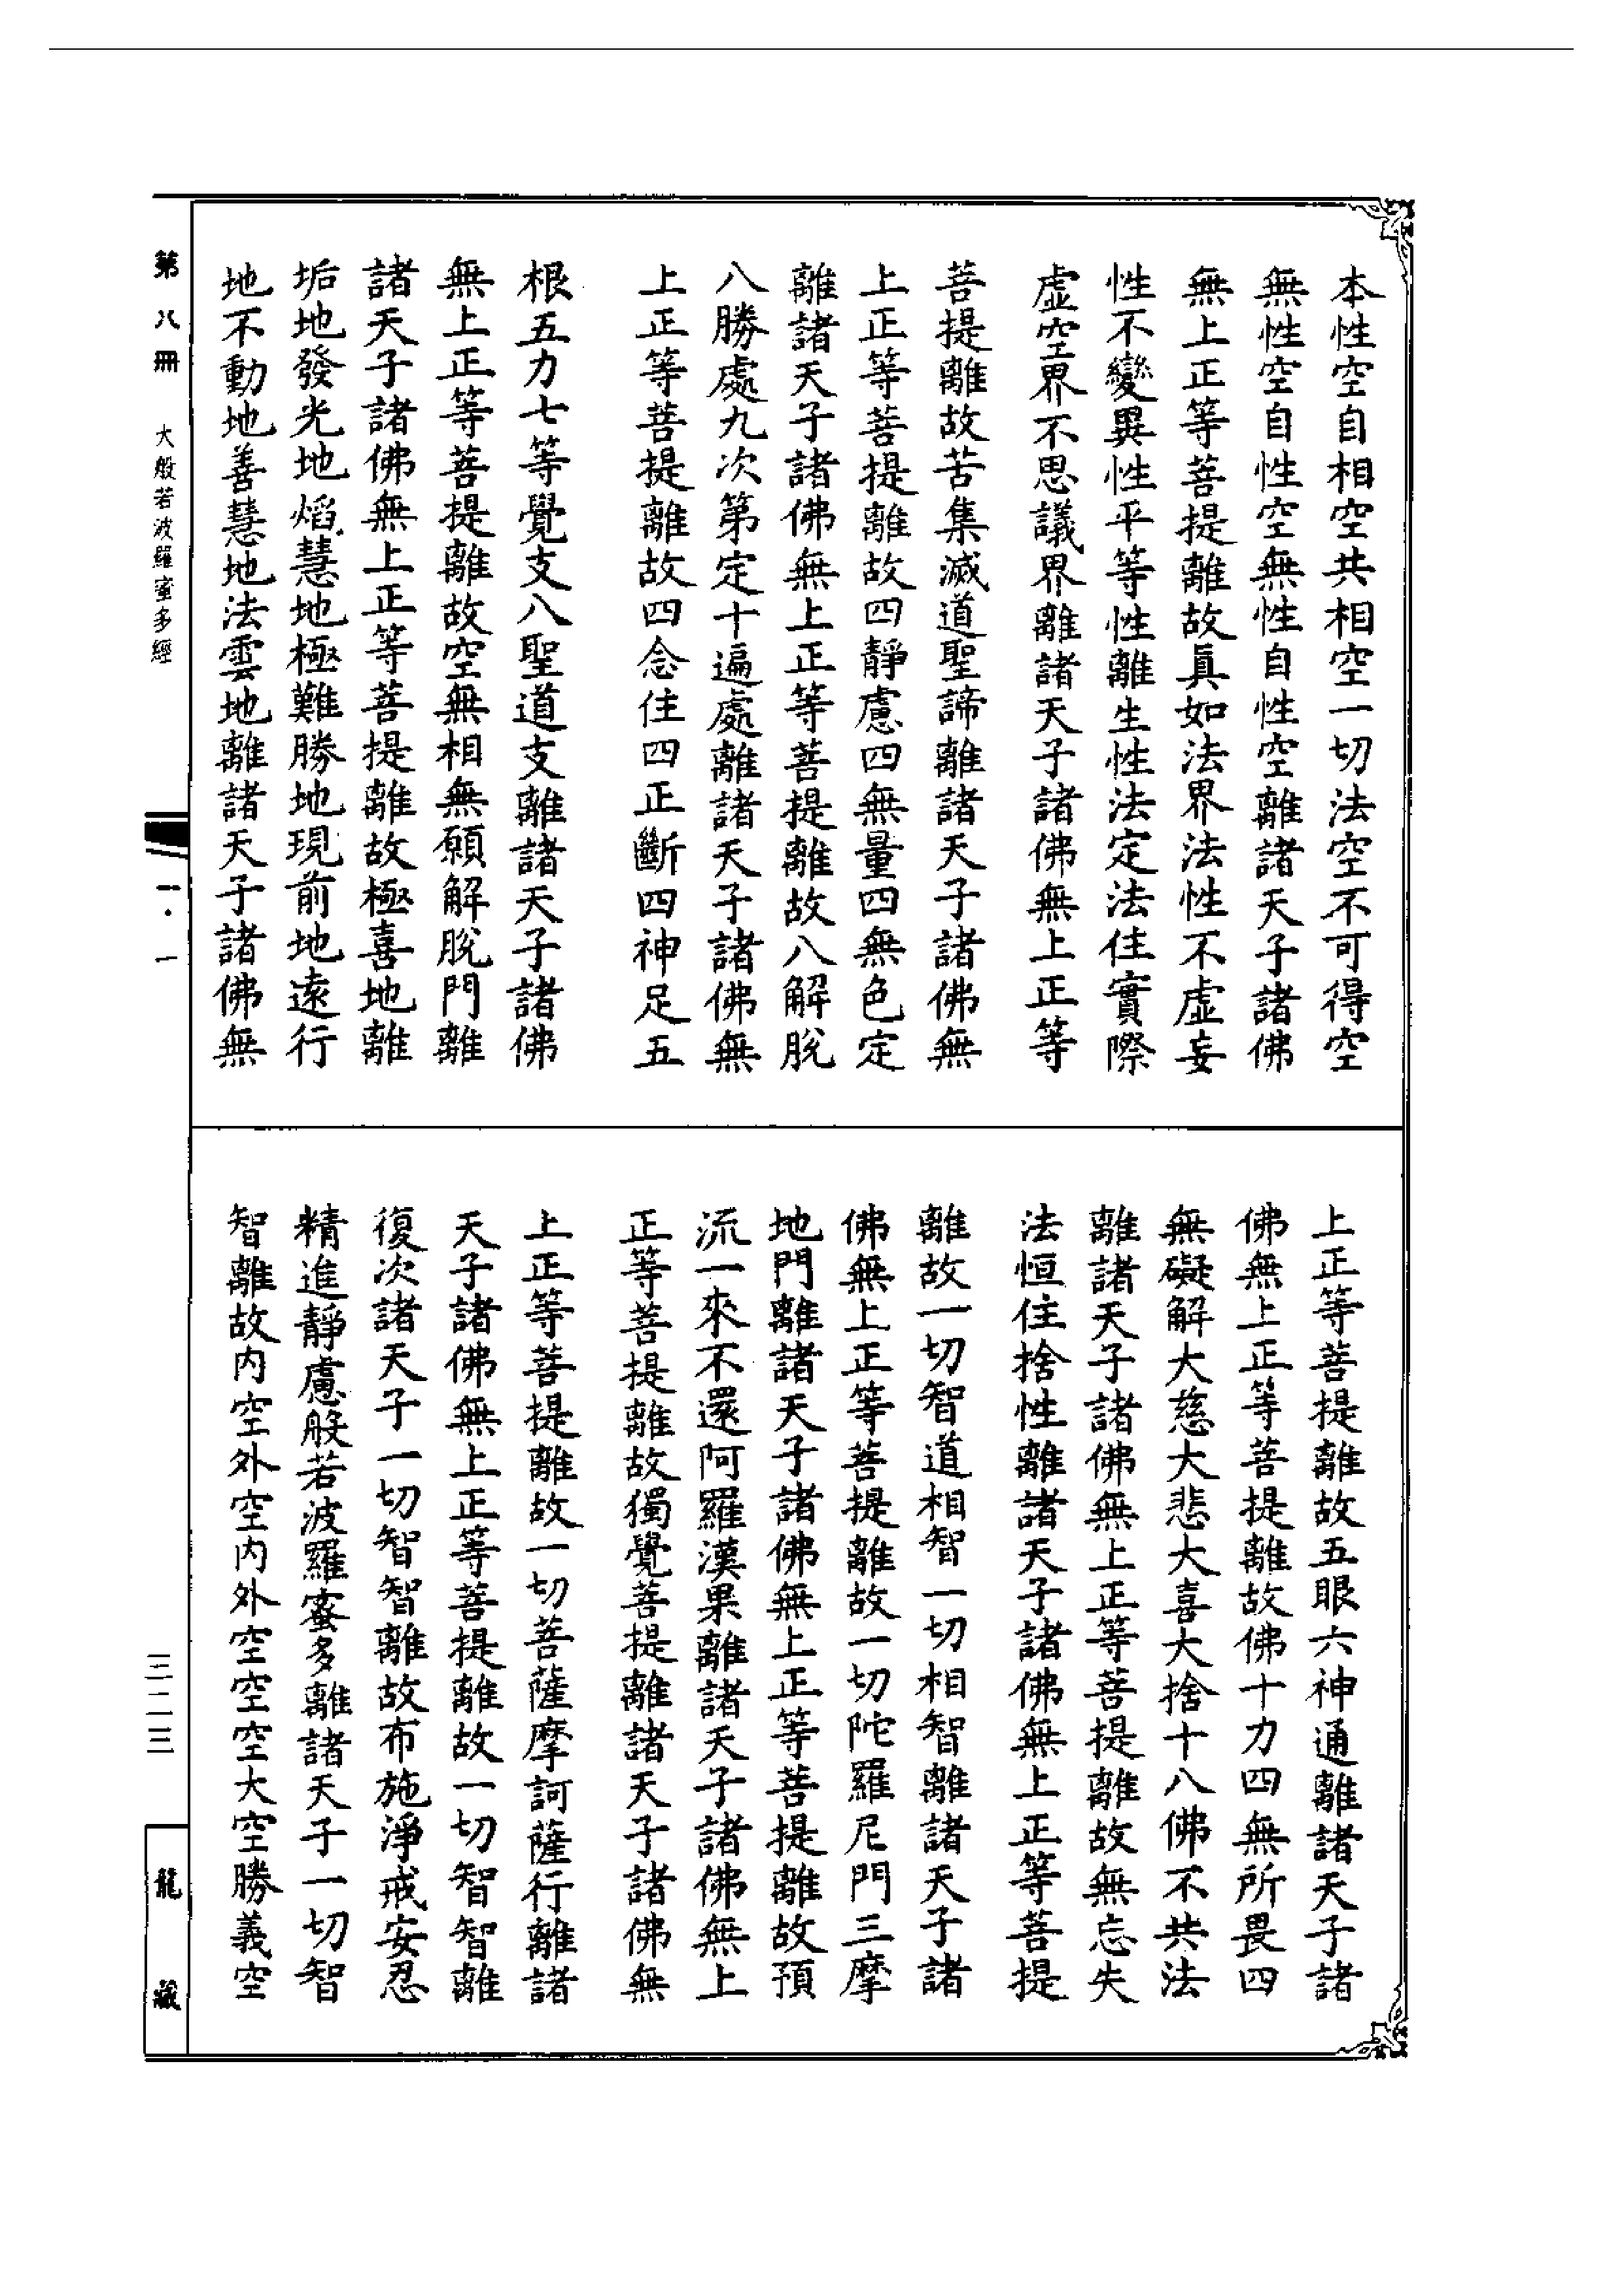 本性空自相空共相空一切法空不可得空
無性空自性空無性自性空離諸天子諸佛
無上正等菩提離故真如法界法性不虛妄
性不變異性平等性離生性法定法住實際
虛空界不思議界離諸天子諸佛無上正等
菩提離故苦集滅道聖諦離諸天子諸佛無
上正等菩提離故四靜慮四無量四無色定
離諸天子諸佛無上正等菩提離故八解脫
八勝處九次第定十遍處離諸天子諸佛無
上正等菩提離故四念住四正斷四神足五
根五力七等覺支八聖道支離諸天子諸佛
無上正等菩提離故空無相無願解脫門離
諸天子諸佛無上正等菩提離故極喜地離
垢地發光地焰慧地極難勝地現前地遠行
地不動地善慧地法雲地離諸天子諸佛無
上正等菩提離故五眼六神通離諸天子諸
佛無上正等菩提離故佛十力四無所畏四
無礙解大慈大悲大喜大捨十八佛不共法
離諸天子諸佛無上正等菩提離故無忘失
法恒住捨性離諸天子諸佛無上正等菩提
離故一切智道相智一切相智離諸天子諸
佛無上正等菩提離故一切陀羅尼門三摩
地門離諸天子諸佛無上正等菩提離故預
流一來不還阿羅漢果離諸天子諸佛無上
正等菩提離故獨覺菩提離諸天子諸佛無
上正等菩提離故一切菩薩摩訶薩行離諸
天子諸佛無上正等菩提離故一切智智離
復次諸天子一切智智離故布施淨戒安忍
精進靜慮般若波羅蜜多離諸天子一切智
智離故內空外空內外空空空大空勝義空
第八冊 大般若波羅蜜多經
一·一
三二三
龍藏